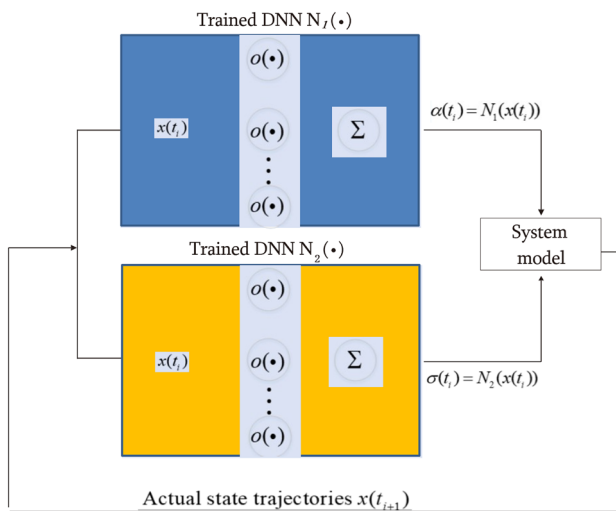 Trained DNN N₁(•)
o(•)
x(tᵢ)
o(•)
Σ
o(•)
α(tᵢ) = N₁(x(tᵢ))
System
model
Trained DNN N₂(•)
o(•)
x(tᵢ)
o(•)
Σ
o(•)
σ(tᵢ) = N₂(x(tᵢ))
Actual state trajectories x(tᵢ₊₁)